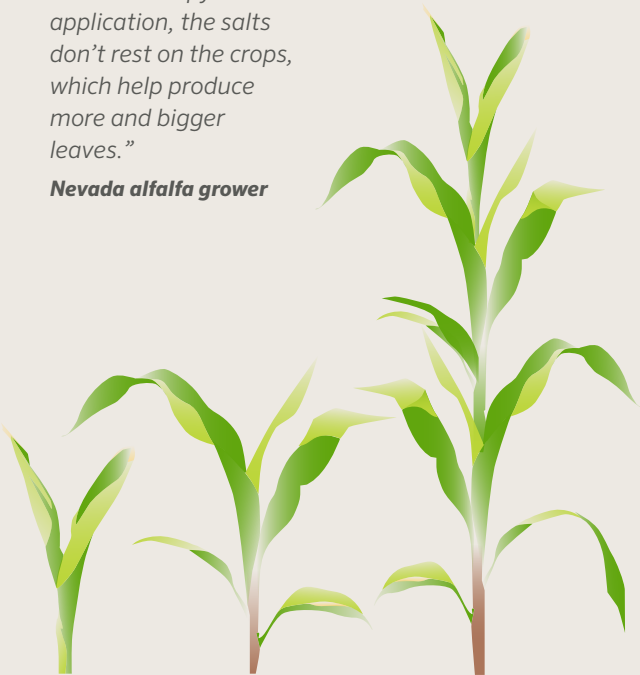 application, the salts
don’t rest on the crops,
which help produce
more and bigger
leaves.”
Nevada alfalfa grower